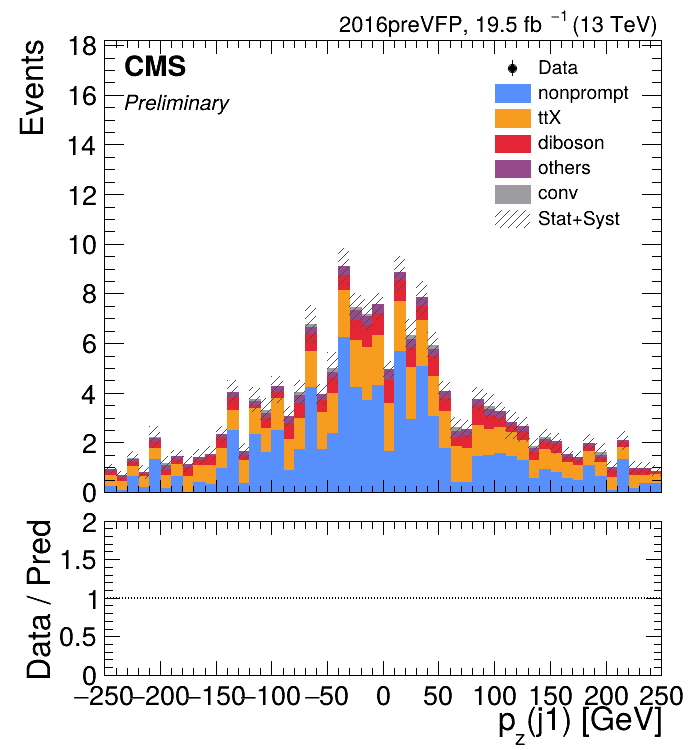 2016preVFP, 19.5 fb⁻¹ (13 TeV)
CMS
Preliminary
Data
nonprompt
ttX
diboson
others
conv
Stat+Syst
Events
18
16
14
12
10
8
6
4
2
0
Data / Pred
2
1.5
1
0.5
0
−250 −200 −150 −100 −50 0 50 100 150 200 250
p_z(j1) [GeV]